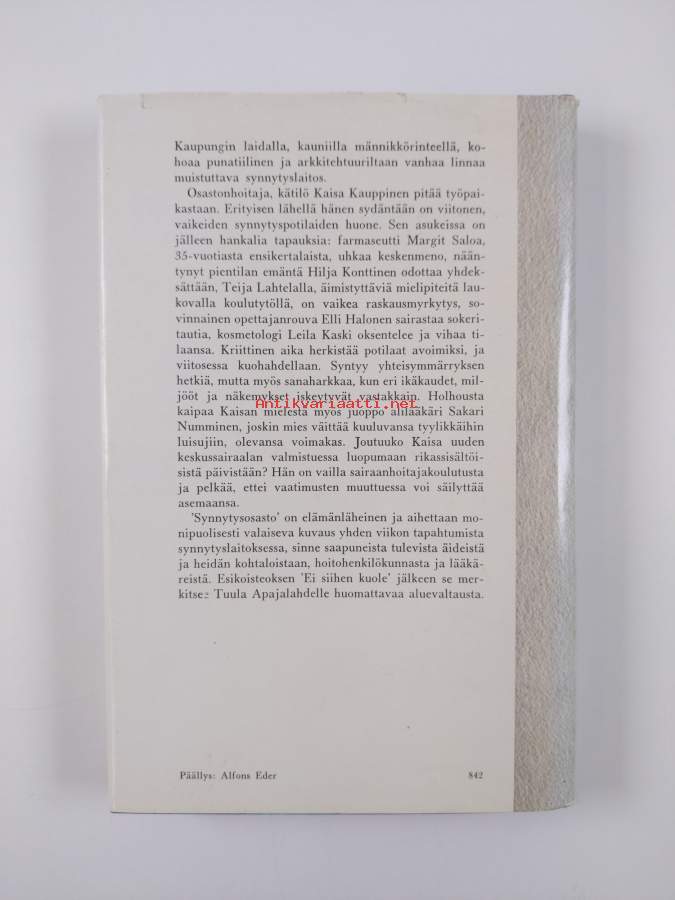 Kaupungin laidalla, kauniilla männikkörinteellä, ko-
hoaa punatiilinen ja arkkitehtuuriltaan vanhaa linnaa
muistuttava synnytyslaitos.
Osastonhoitaja, kätilö Kaisa Kauppinen pitää työpai-
kastaan. Erityisen lähellä hänen sydäntään on viitonen,
vaikeiden synnytyspotilaiden huone. Sen asukeissa on
jälleen hankalia tapauksia: farmaseutti Margit Saloa,
35-vuotiasta ensikertalaista, uhkaa keskenmeno, nään-
tynyt pientilan emäntä Hilja Konttinen odottaa yhdek-
sättään, Teija Lahtelalla, äimistyttäviä mielipiteitä lau-
kovalla koulutytöllä, on vaikea raskausmyrkytys, so-
vinnainen opettajanrouva Elli Halonen sairastaa sokeri-
tautia, kosmetologi Leila Kaski oksentelee ja vihaa ti-
laansa. Kriittinen aika herkistää potilaat avoimiksi, ja
viitosessa kuohahdellaan. Syntyy yhteisymmärryksen
hetkiä, mutta myös sanaharkkaa, kun eri ikäkaudet, mil-
jööt ja näkemykset iskeytyvät vastakkain. Holhousta
Antikvariaatti.net
kaipaa Kaisan mielestä myös juoppo alilääkäri Sakari
Numminen, joskin mies väittää kuuluvansa tyylikkäihin
luisujiin, olevansa voimakas. Joutuuko Kaisa uuden
keskussairaalan valmistuessa luopumaan rikassisältöi-
sistä päivistään? Hän on vailla sairaanhoitajakoulutusta
ja pelkää, ettei vaatimusten muuttuessa voi säilyttää
asemaansa.
'Synnytysosasto' on elämänläheinen ja aihettaan mo-
nipuolisesti valaiseva kuvaus yhden viikon tapahtumista
synnytyslaitoksessa, sinne saapuneista tulevista äideistä
ja heidän kohtaloistaan, hoitohenkilökunnasta ja lääkä-
reistä. Esikoisteoksen 'Ei siihen kuole' jälkeen se mer-
kitsee Tuula Apajalahdelle huomattavaa aluevaltausta.
Päällys: Alfons Eder
842